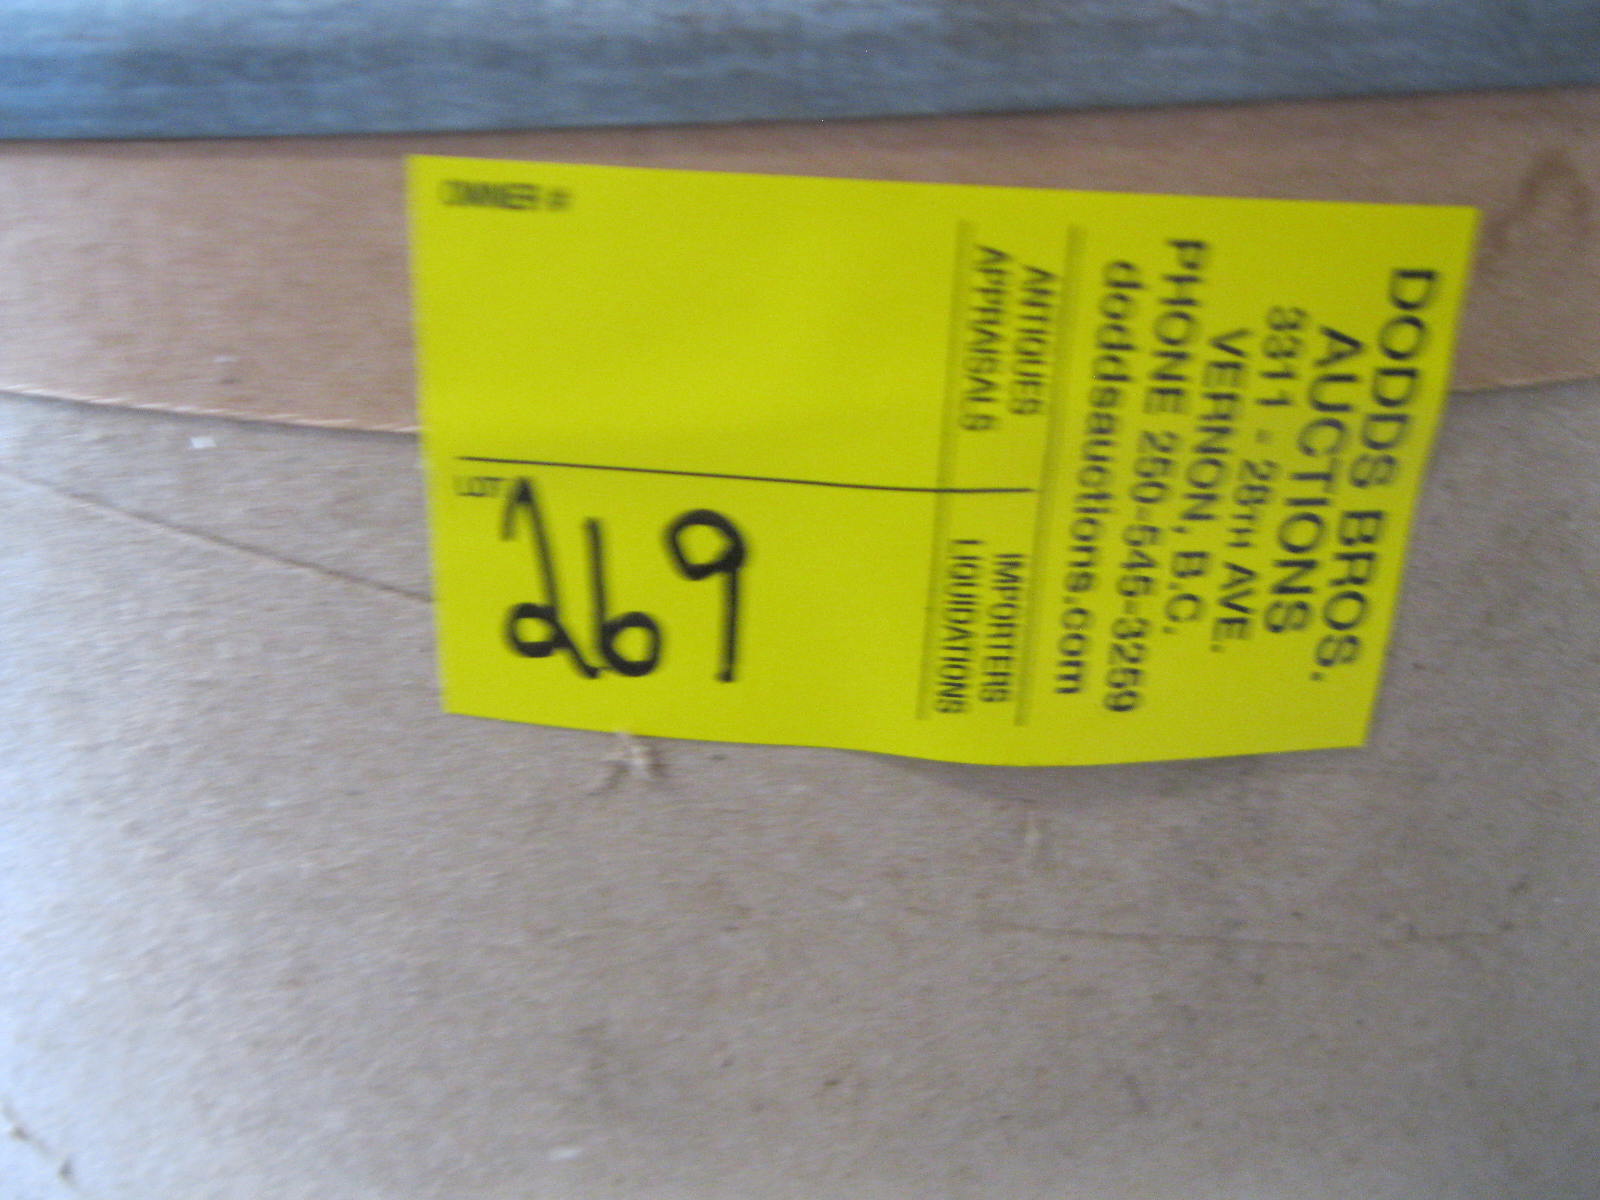 DODDS BROS.
AUCTIONS
3311 - 28TH AVE.
VERNON, B.C.
PHONE 250-545-3259
doddsauctions.com
ANTIQUES IMPORTERS
APPRAISALS LIQUIDATIONS
OWNER #
LOT
269